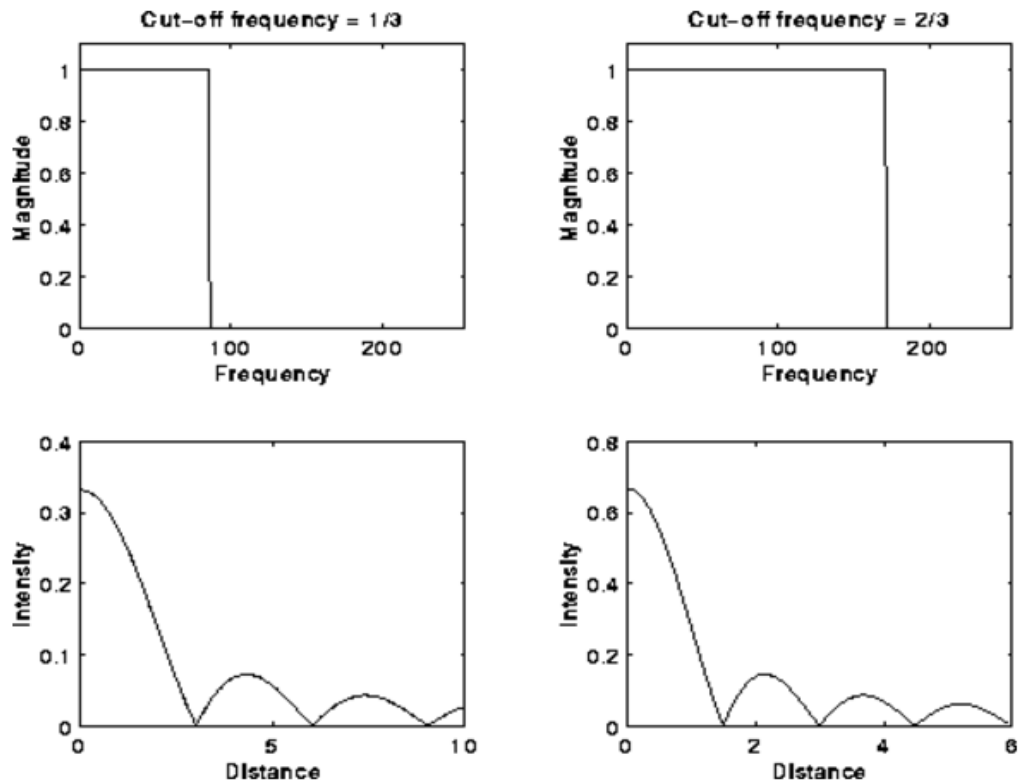 Cut-off frequency = 1/3
1
0.8
0.6
0.4
0.2
0
Magnitude
0 100 200
Frequency
Cut-off frequency = 2/3
1
0.8
0.6
0.4
0.2
0
Magnitude
0 100 200
Frequency
0.4
0.3
0.2
0.1
0
Intensity
0 5 10
Distance
0.8
0.6
0.4
0.2
0
Intensity
0 2 4 6
Distance